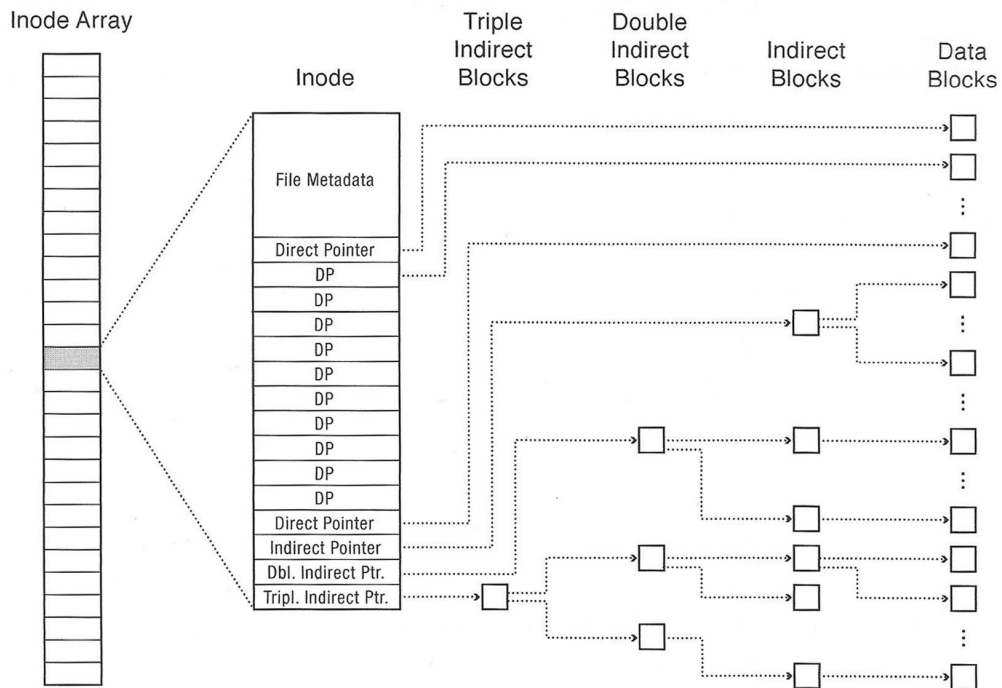 Inode Array
Inode
Triple
Indirect
Blocks
Double
Indirect
Blocks
Indirect
Blocks
Data
Blocks
File Metadata
Direct Pointer
DP
DP
DP
DP
DP
DP
DP
DP
DP
DP
Direct Pointer
Indirect Pointer
Dbl. Indirect Ptr.
Tripl. Indirect Ptr.